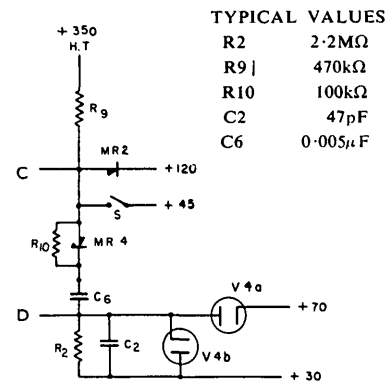 TYPICAL VALUES
R2 2·2MΩ
R9 470kΩ
R10 100kΩ
C2 47pF
C6 0·005μF
+ 350
H.T
R9
MR2
C
+120
+ 45
S
R10
MR 4
C6
V4a
D
+ 70
R2
C2
V4b
+ 30